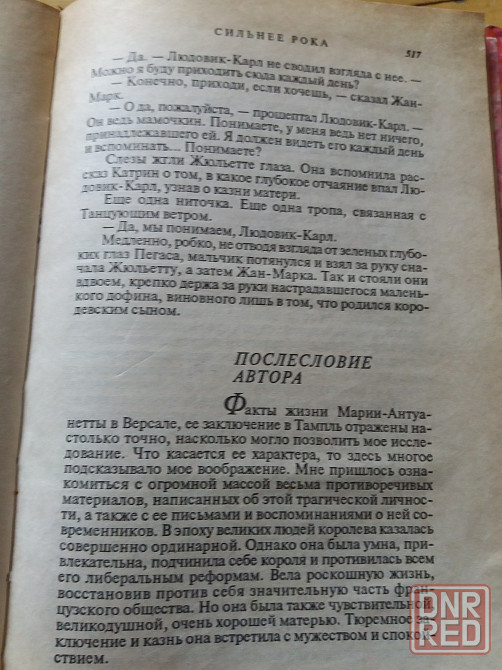 СИЛЬНЕЕ РОКА
517
— Да. — Людовик-Карл не сводил взгляда с нее. —
Можно я буду приходить сюда каждый день?
— Конечно, приходи, если хочешь, — сказал Жан-
Марк.
— О да, пожалуйста, — прошептал Людовик-Карл. —
Он ведь мамочкин. Понимаете, у меня ведь нет ничего,
принадлежавшего ей. Я должен видеть его каждый день
и вспоминать... Понимаете?
Слезы жгли Жюльетте глаза. Она вспомнила рас-
сказ Катрин о том, в какое глубокое отчаяние впал Лю-
довик-Карл, узнав о казни матери.
Еще одна ниточка. Еще одна тропа, связанная с
Танцующим ветром.
— Да, мы понимаем, Людовик-Карл.
Медленно, робко, не отводя взгляда от зеленых глубо-
ких глаз Пегаса, мальчик потянулся и взял за руку сна-
чала Жюльетту, а затем Жан-Марка. Так и стояли они
вдвоем, крепко держа за руки настрадавшегося малень-
кого дофина, виновного лишь в том, что родился коро-
левским сыном.
ПОСЛЕСЛОВИЕ
АВТОРА
Факты жизни Марии-Антуа-
нетты в Версале, ее заключение в Тампль отражены на-
столько точно, насколько могло позволить мое иссле-
дование. Что касается ее характера, то здесь многое
подсказывало мое воображение. Мне пришлось озна-
комиться с огромной массой весьма противоречивых
материалов, написанных об этой трагической личнос-
ти, а также с ее письмами и воспоминаниями о ней со-
временников. В эпоху великих людей королева казалась
совершенно ординарной. Однако она была умна, при-
влекательна, подчинила себе короля и противилась всем
его либеральным реформам. Вела роскошную жизнь,
восстановив против себя значительную часть фран-
цузского общества. Но она была также чувствительной,
великодушной, очень хорошей матерью. Тюремное за-
ключение и казнь она встретила с мужеством и спокой-
ствием.
DNR
RED